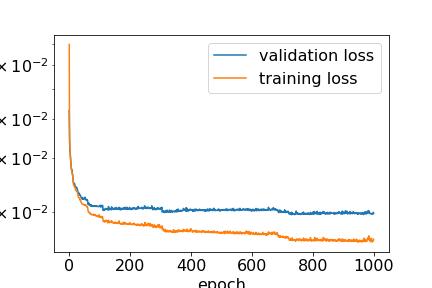 × 10⁻²
× 10⁻²
× 10⁻²
× 10⁻²
validation loss
training loss
0 200 400 600 800 1000
epoch